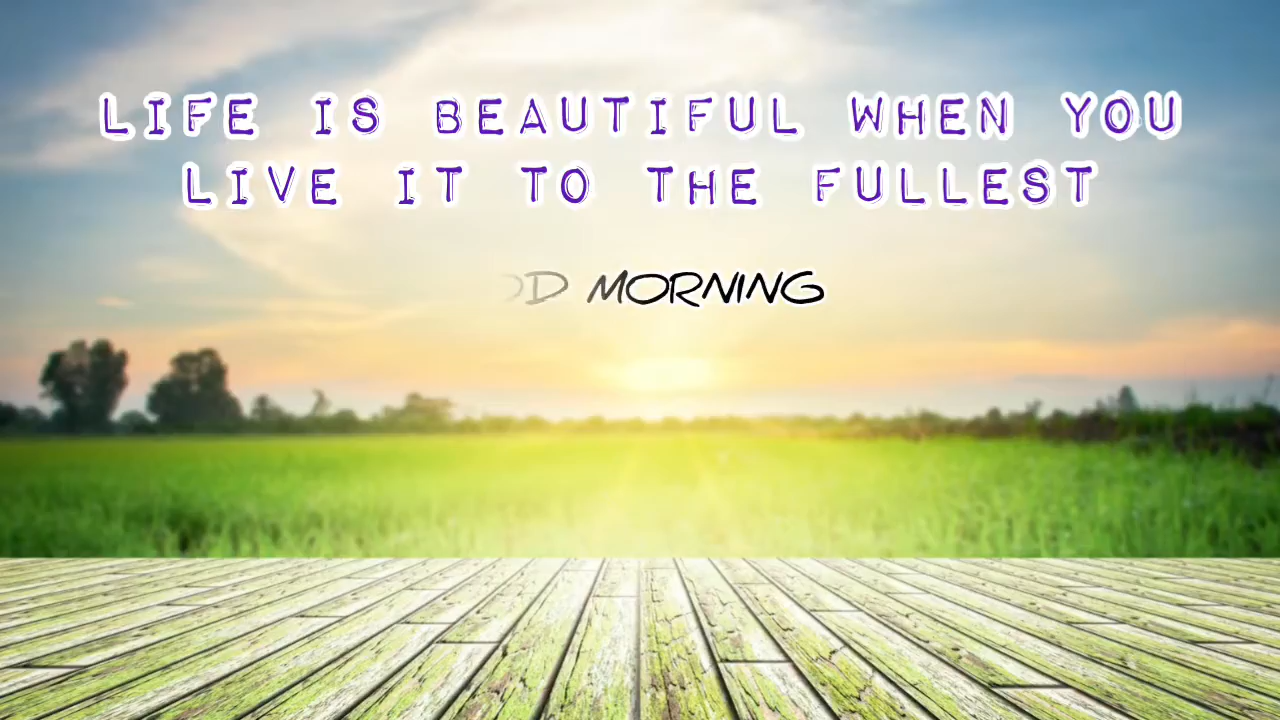 LIFE IS BEAUTIFUL WHEN YOU
LIVE IT TO THE FULLEST
MORNING